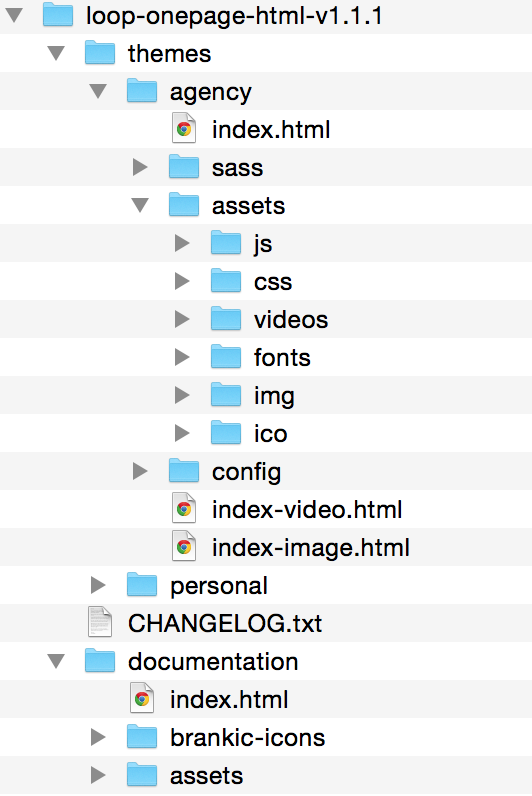 loop-onepage-html-v1.1.1
themes
agency
index.html
sass
assets
js
css
videos
fonts
img
ico
config
index-video.html
index-image.html
personal
CHANGELOG.txt
documentation
index.html
brankic-icons
assets